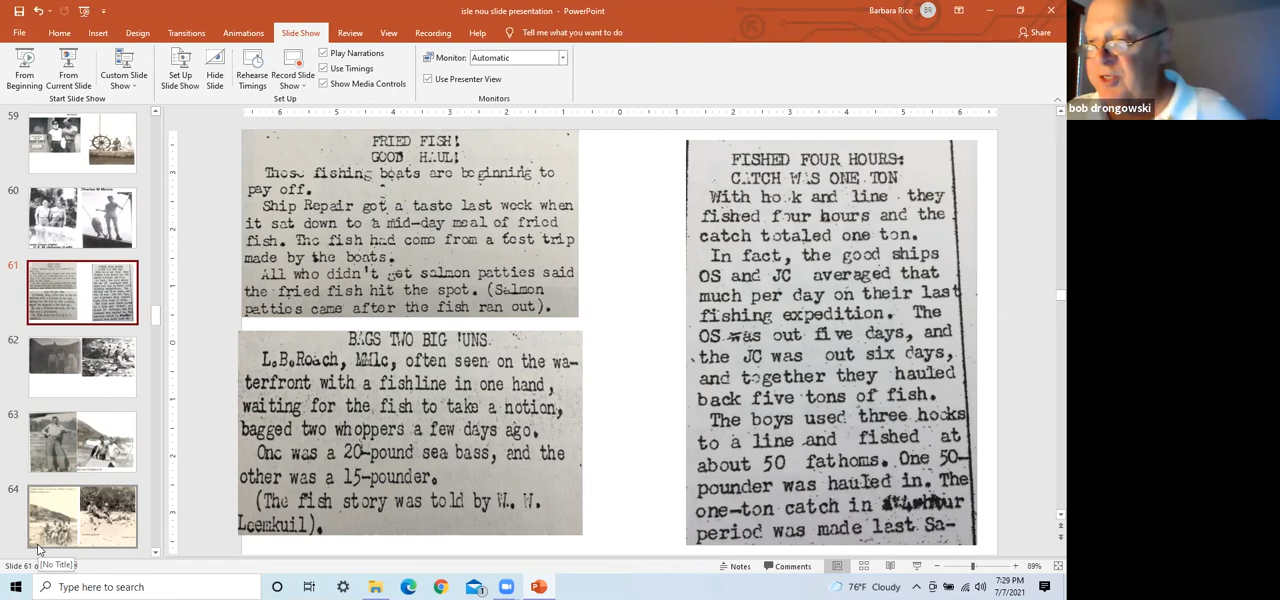 isle nou slide presentation - PowerPoint
Barbara Rice
BR
File Home Insert Design Transitions Animations Slide Show Review View Recording Help Tell me what you want to do
Share
From Beginning
From Current Slide
Custom Slide Show
Set Up Slide Show
Hide Slide
Rehearse Timings
Record Slide Show
Play Narrations
Use Timings
Show Media Controls
Monitor: Automatic
Use Presenter View
Start Slide Show
Set Up
Monitors
bob drongowski
59
60
61
62
63
64
FRIED FISH!
GOOD HAUL!
Those fishing boats are beginning to
pay off.
Ship Repair got a taste last week when
it sat down to a mid-day meal of fried
fish. The fish had come from a test trip
made by the boats.
All who didn't get salmon patties said
the fried fish hit the spot. (Salmon
patties came after the fish ran out).
BAGS TWO BIG 'UNS
L.B.Roach, MM1c, often seen on the wa-
terfront with a fishline in one hand,
waiting for the fish to take a notion,
bagged two whoppers a few days ago.
One was a 20-pound sea bass, and the
other was a 15-pounder.
(The fish story was told by W. W.
Leemkuil).
FISHED FOUR HOURS:
CATCH WAS ONE TON
With hook and line they
fished four hours and the
catch totaled one ton.
In fact, the good ships
OS and JC averaged that
much per day on their last
fishing expedition. The
OS was out five days, and
the JC was out six days,
and together they hauled
back five tons of fish.
The boys used three hooks
to a line and fished at
about 50 fathoms. One 50-
pounder was hauled in. The
one-ton catch in
period was made last Sa-
Slide 61 o
[No Title]
Notes
Comments
89%
Type here to search
76°F Cloudy
7:29 PM
7/7/2021